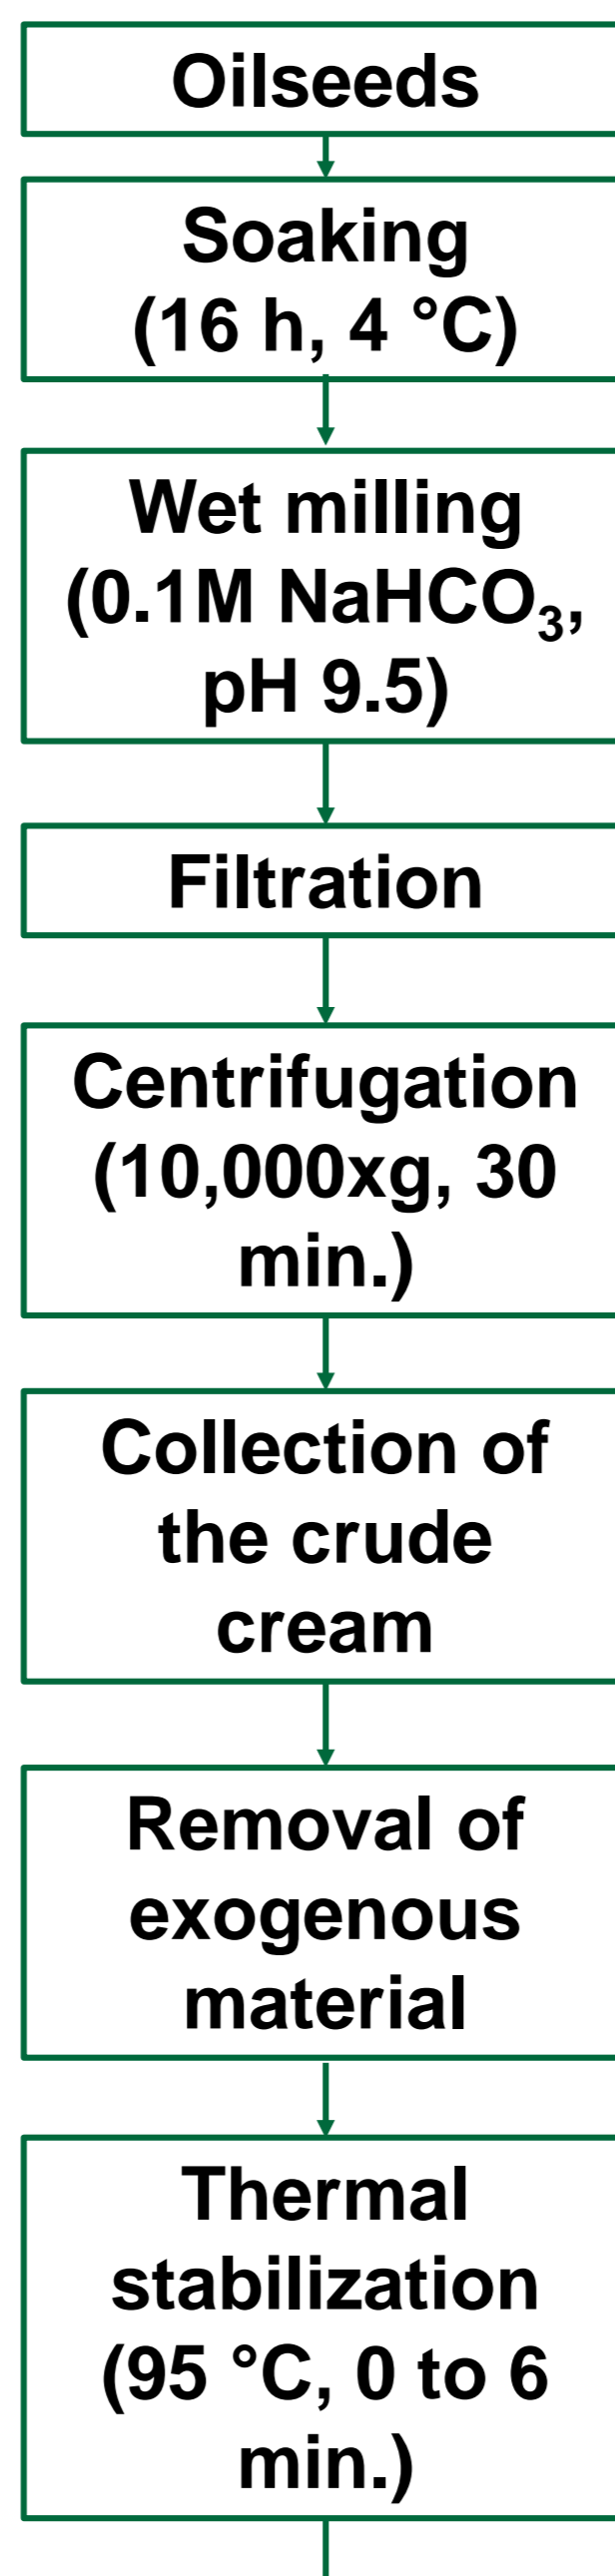 Oilseeds
Soaking
(16 h, 4 °C)
Wet milling
(0.1M NaHCO₃,
pH 9.5)
Filtration
Centrifugation
(10,000xg, 30
min.)
Collection of
the crude
cream
Removal of
exogenous
material
Thermal
stabilization
(95 °C, 0 to 6
min.)